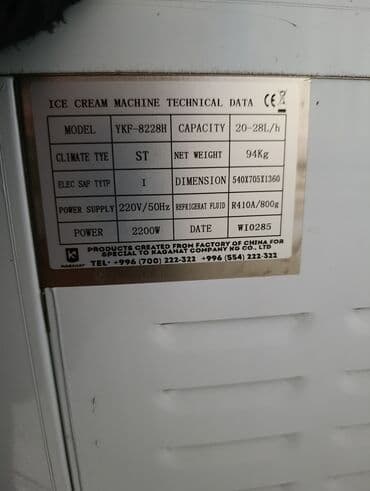 ICE CREAM MACHINE TECHNICAL DATA CE
MODEL YKF-8228H CAPACITY 20-28L/h
CLIMATE TYE ST NET WEIGHT 94Kg
ELEC SAF TYTP I DIMENSION 540X705X1360
POWER SUPPLY 220V/50Hz REFRIGERAT FLUID R410A/800g
POWER 2200W DATE WI0285
PRODUCTS CREATED FROM FACTORY OF CHINA FOR
SPECIAL TO KAGANAT COMPANY KG CO., LTD
TEL: +996 (700) 222-322 +996 (554) 222-322